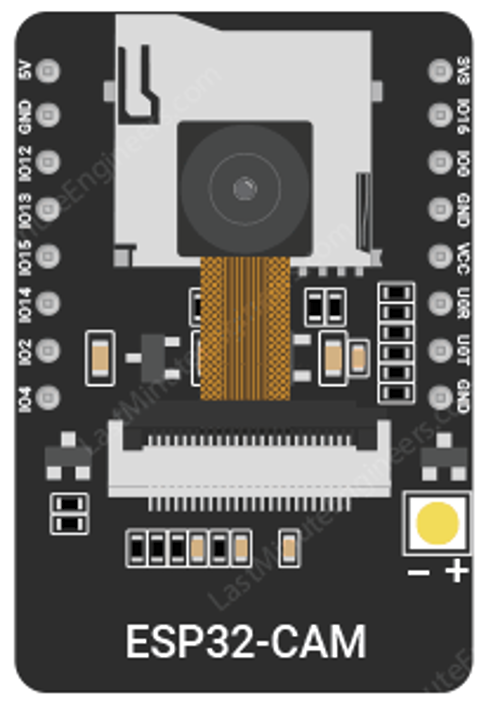 5V
GND
IO12
IO13
IO15
IO14
IO2
IO4
3V3
IO16
IO0
GND
VCC
U0R
U0T
GND
− +
ESP32-CAM
LastMinuteEngineers.com